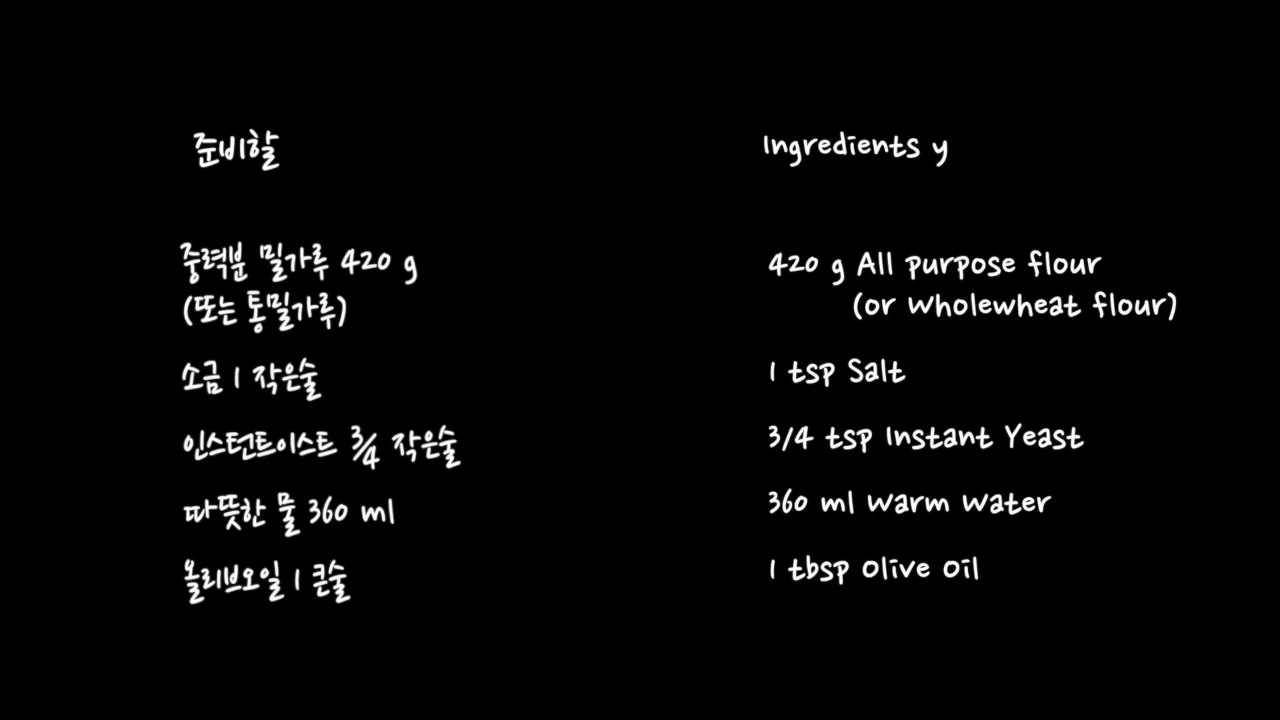 준비할
중력분 밀가루 420 g
(또는 통밀가루)
소금 1 작은술
인스턴트이스트 3/4 작은술
따뜻한 물 360 ml
올리브오일 1 큰술
Ingredients y
420 g All purpose flour
(or wholewheat flour)
1 tsp Salt
3/4 tsp Instant Yeast
360 ml warm water
1 tbsp Olive Oil